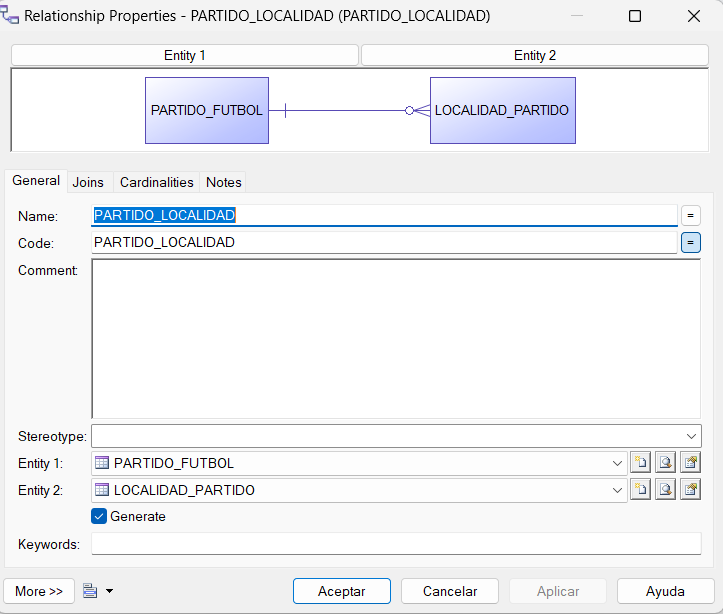 Relationship Properties - PARTIDO_LOCALIDAD (PARTIDO_LOCALIDAD)
Entity 1 Entity 2
PARTIDO_FUTBOL LOCALIDAD_PARTIDO
General Joins Cardinalities Notes
Name: PARTIDO_LOCALIDAD =
Code: PARTIDO_LOCALIDAD =
Comment:
Stereotype:
Entity 1: PARTIDO_FUTBOL
Entity 2: LOCALIDAD_PARTIDO
Generate
Keywords:
More >> Aceptar Cancelar Aplicar Ayuda